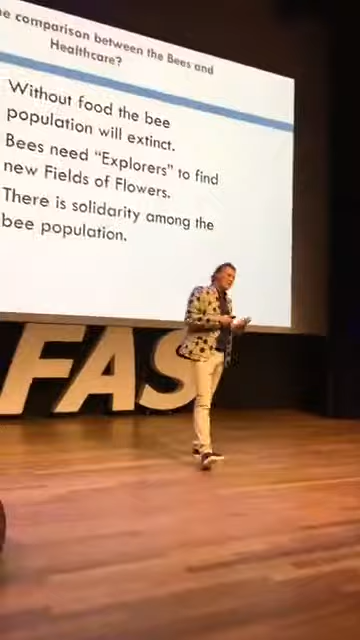 comparison between the Bees and
Healthcare?
Without food the bee
population will extinct.
Bees need “Explorers” to find
new Fields of Flowers.
There is solidarity among the
bee population.
FAS